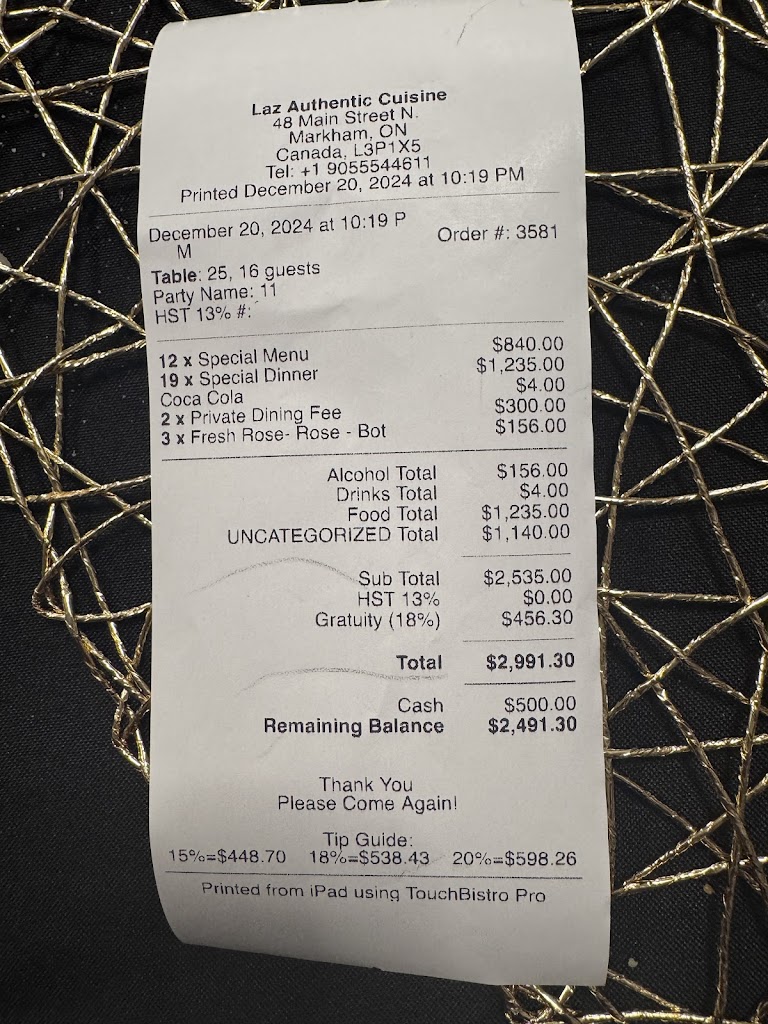 Laz Authentic Cuisine
48 Main Street N.
Markham, ON
Canada, L3P1X5
Tel: +1 9055544611
Printed December 20, 2024 at 10:19 PM
December 20, 2024 at 10:19 P
M
Order #: 3581
Table: 25, 16 guests
Party Name: 11
HST 13% #:
12 x Special Menu $840.00
19 x Special Dinner $1,235.00
Coca Cola $4.00
2 x Private Dining Fee $300.00
3 x Fresh Rose- Rose - Bot $156.00
Alcohol Total $156.00
Drinks Total $4.00
Food Total $1,235.00
UNCATEGORIZED Total $1,140.00
Sub Total $2,535.00
HST 13% $0.00
Gratuity (18%) $456.30
Total $2,991.30
Cash $500.00
Remaining Balance $2,491.30
Thank You
Please Come Again!
Tip Guide:
15%=$448.70 18%=$538.43 20%=$598.26
Printed from iPad using TouchBistro Pro